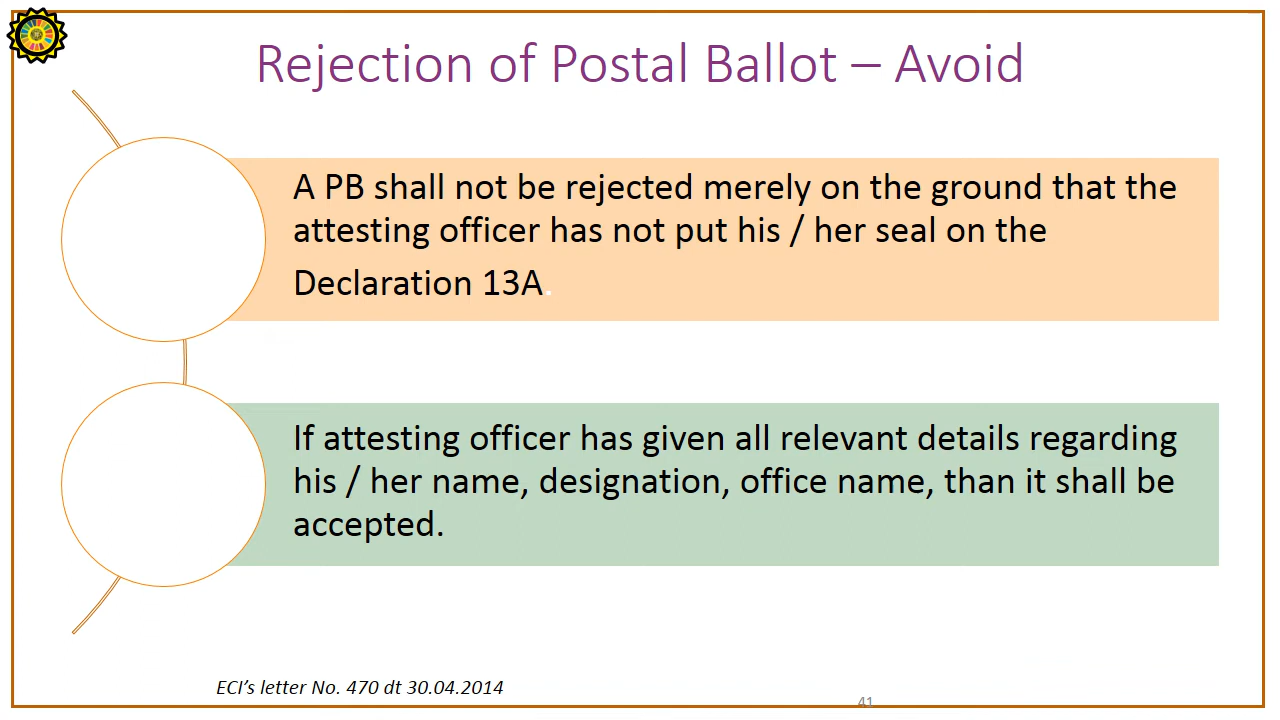 Rejection of Postal Ballot – Avoid
A PB shall not be rejected merely on the ground that the
attesting officer has not put his / her seal on the
Declaration 13A.
If attesting officer has given all relevant details regarding
his / her name, designation, office name, than it shall be
accepted.
ECI’s letter No. 470 dt 30.04.2014
41